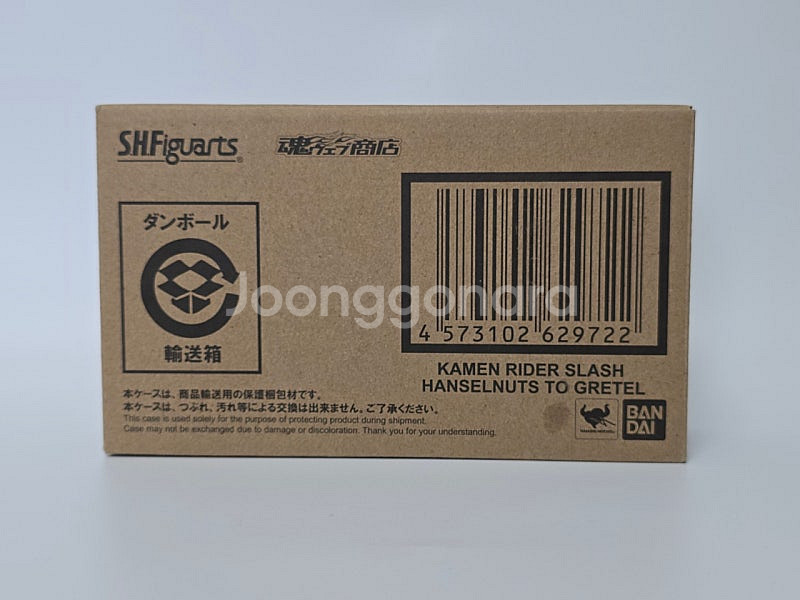 S.H.Figuarts®
魂ウェブ商店
ダンボール
輸送箱
4 573102 629722
KAMEN RIDER SLASH
HANSELNUTS TO GRETEL
本ケースは、商品輸送用の保護梱包材です。
本ケースは、つぶれ、汚れ等による交換は出来ません。ご了承ください。
This case is used solely for the purpose of protecting product during shipment.
Case may not be exchanged due to damage or discoloration. Thank you for your understanding.
BAN
DAI
Joonggonara